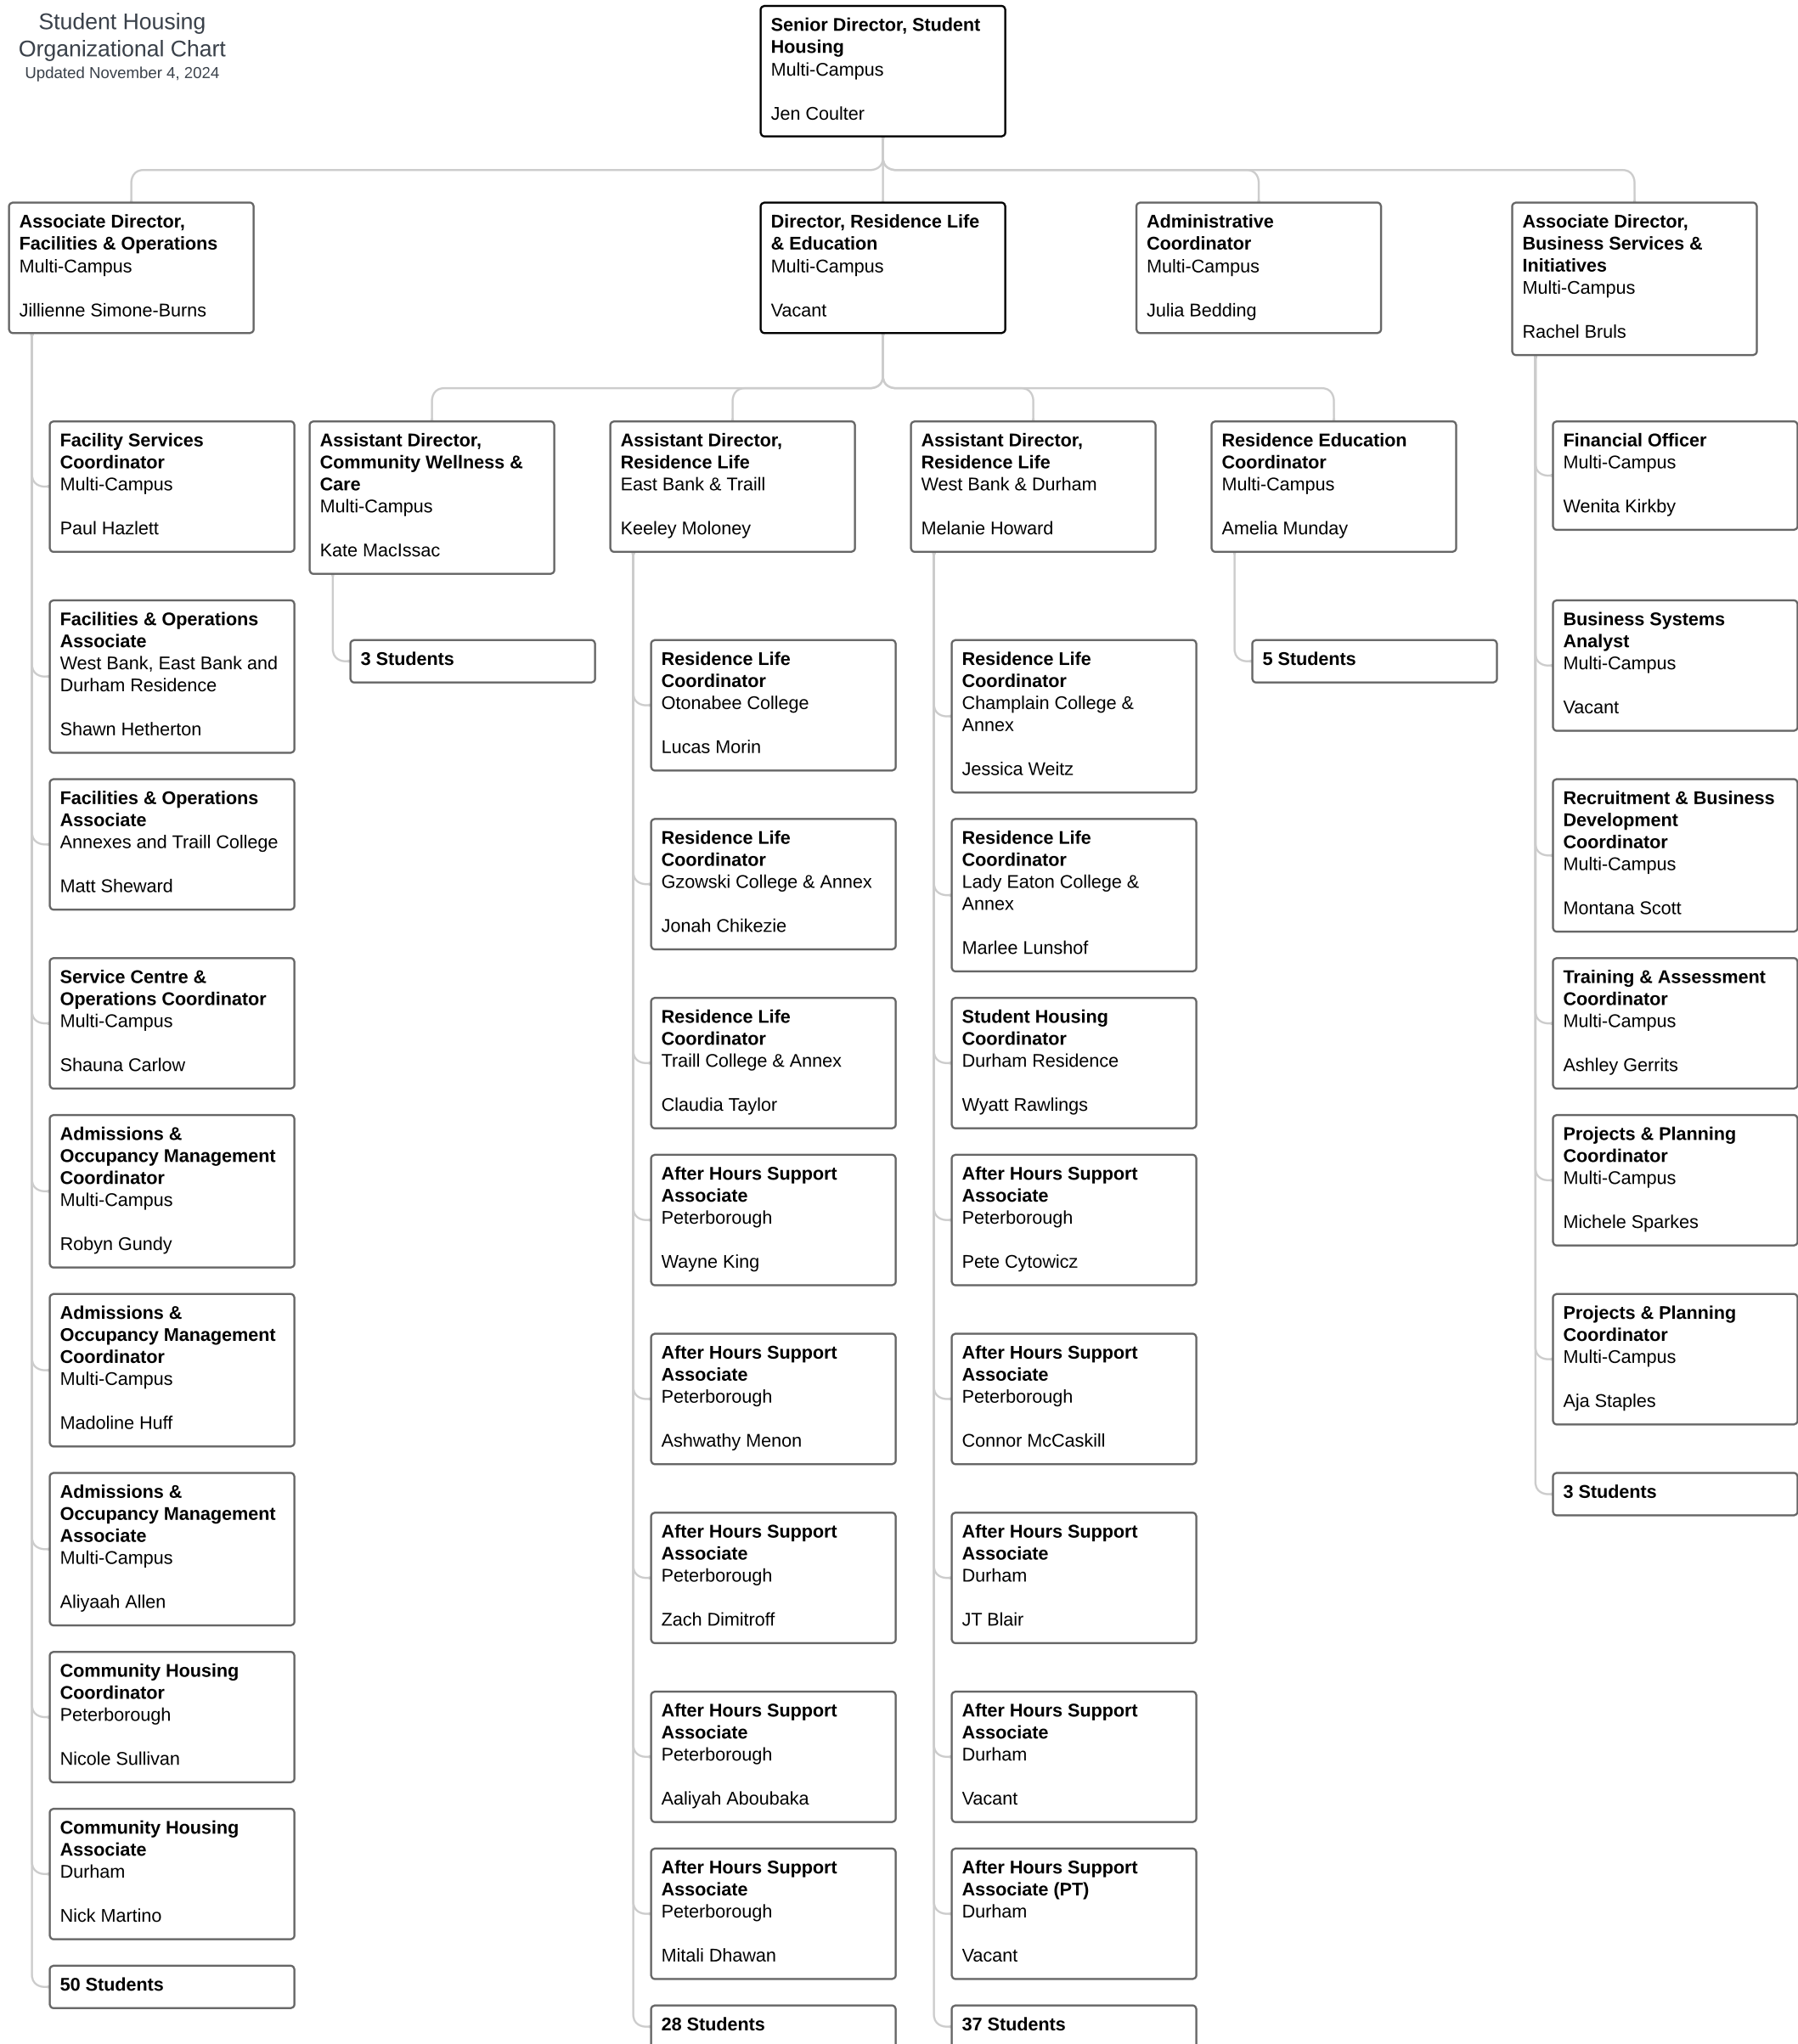 Student Housing
Organizational Chart
Updated November 4, 2024
Senior Director, Student
Housing
Multi-Campus
Jen Coulter
Associate Director,
Facilities & Operations
Multi-Campus
Jillienne Simone-Burns
Director, Residence Life
& Education
Multi-Campus
Vacant
Administrative
Coordinator
Multi-Campus
Julia Bedding
Associate Director,
Business Services &
Initiatives
Multi-Campus
Rachel Bruls
Facility Services
Coordinator
Multi-Campus
Paul Hazlett
Facilities & Operations
Associate
West Bank, East Bank and
Durham Residence
Shawn Hetherton
Facilities & Operations
Associate
Annexes and Traill College
Matt Sheward
Service Centre &
Operations Coordinator
Multi-Campus
Shauna Carlow
Admissions &
Occupancy Management
Coordinator
Multi-Campus
Robyn Gundy
Admissions &
Occupancy Management
Coordinator
Multi-Campus
Madoline Huff
Admissions &
Occupancy Management
Associate
Multi-Campus
Aliyaah Allen
Community Housing
Coordinator
Peterborough
Nicole Sullivan
Community Housing
Associate
Durham
Nick Martino
50 Students
Assistant Director,
Community Wellness &
Care
Multi-Campus
Kate MacIssac
3 Students
Assistant Director,
Residence Life
East Bank & Traill
Keeley Moloney
Residence Life
Coordinator
Otonabee College
Lucas Morin
Residence Life
Coordinator
Gzowski College & Annex
Jonah Chikezie
Residence Life
Coordinator
Traill College & Annex
Claudia Taylor
After Hours Support
Associate
Peterborough
Wayne King
After Hours Support
Associate
Peterborough
Ashwathy Menon
After Hours Support
Associate
Peterborough
Zach Dimitroff
After Hours Support
Associate
Peterborough
Aaliyah Aboubaka
After Hours Support
Associate
Peterborough
Mitali Dhawan
28 Students
Assistant Director,
Residence Life
West Bank & Durham
Melanie Howard
Residence Life
Coordinator
Champlain College &
Annex
Jessica Weitz
Residence Life
Coordinator
Lady Eaton College &
Annex
Marlee Lunshof
Student Housing
Coordinator
Durham Residence
Wyatt Rawlings
After Hours Support
Associate
Peterborough
Pete Cytowicz
After Hours Support
Associate
Peterborough
Connor McCaskill
After Hours Support
Associate
Durham
JT Blair
After Hours Support
Associate
Durham
Vacant
After Hours Support
Associate (PT)
Durham
Vacant
37 Students
Residence Education
Coordinator
Multi-Campus
Amelia Munday
5 Students
Financial Officer
Multi-Campus
Wenita Kirkby
Business Systems
Analyst
Multi-Campus
Vacant
Recruitment & Business
Development
Coordinator
Multi-Campus
Montana Scott
Training & Assessment
Coordinator
Multi-Campus
Ashley Gerrits
Projects & Planning
Coordinator
Multi-Campus
Michele Sparkes
Projects & Planning
Coordinator
Multi-Campus
Aja Staples
3 Students